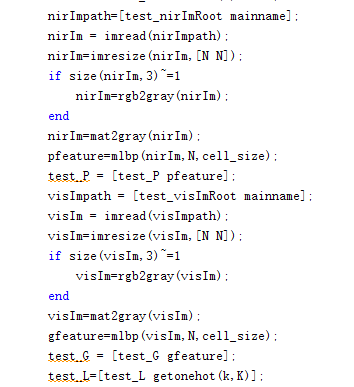 nirImpath=[test_nirImRoot mainname];
nirIm = imread(nirImpath);
nirIm=imresize(nirIm,[N N]);
if size(nirIm,3)~=1
nirIm=rgb2gray(nirIm);
end
nirIm=mat2gray(nirIm);
pfeature=mlbp(nirIm,N,cell_size);
test_P = [test_P pfeature];
visImpath = [test_visImRoot mainname];
visIm = imread(visImpath);
visIm=imresize(visIm,[N N]);
if size(visIm,3)~=1
visIm=rgb2gray(visIm);
end
visIm=mat2gray(visIm);
gfeature=mlbp(visIm,N,cell_size);
test_G = [test_G gfeature];
test_L=[test_L getonehot(k,K)];